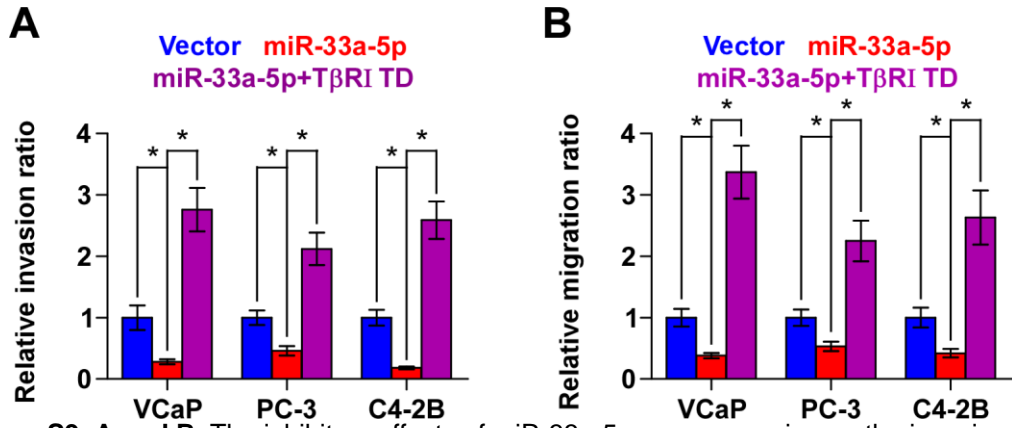 A
Vector miR-33a-5p
miR-33a-5p+TβRI TD
Relative invasion ratio
4
3
2
1
0
* * * * * *
VCaP PC-3 C4-2B
B
Vector miR-33a-5p
miR-33a-5p+TβRI TD
Relative migration ratio
4
3
2
1
0
* * * * * *
VCaP PC-3 C4-2B